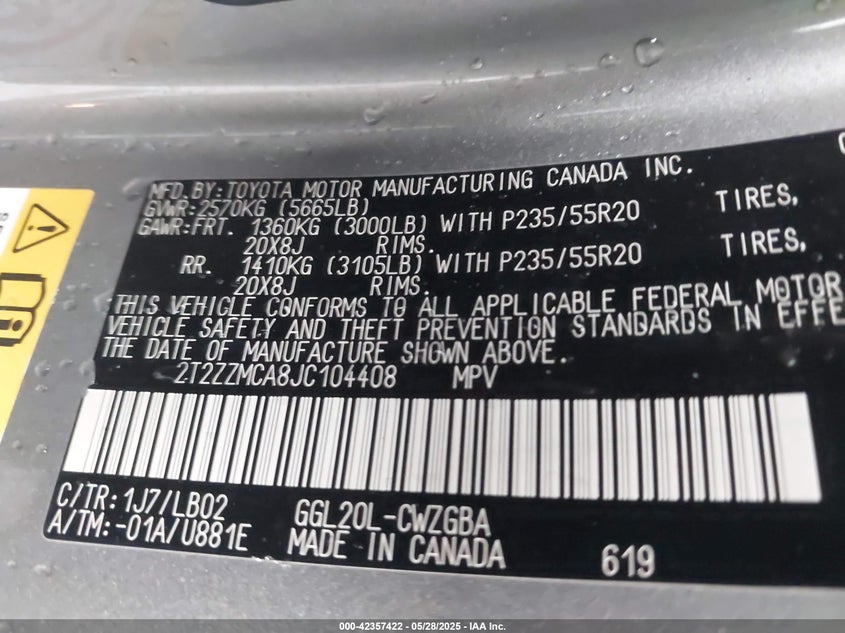 MFD. BY: TOYOTA MOTOR MANUFACTURING CANADA INC.
GVWR: 2570KG (5665LB)
GAWR: FRT. 1360KG (3000LB) WITH P235/55R20 TIRES,
20X8J RIMS.
RR. 1410KG (3105LB) WITH P235/55R20 TIRES,
20X8J RIMS.
THIS VEHICLE CONFORMS TO ALL APPLICABLE FEDERAL MOTOR
VEHICLE SAFETY AND THEFT PREVENTION STANDARDS IN EFFE
THE DATE OF MANUFACTURE SHOWN ABOVE.
2T2ZZMCA8JC104408 MPV
C/TR: 1J7/LB02 GGL20L-CWZGBA
A/TM: -01A/U881E MADE IN CANADA 619
000-42357422 — 05/28/2025 — IAA Inc.